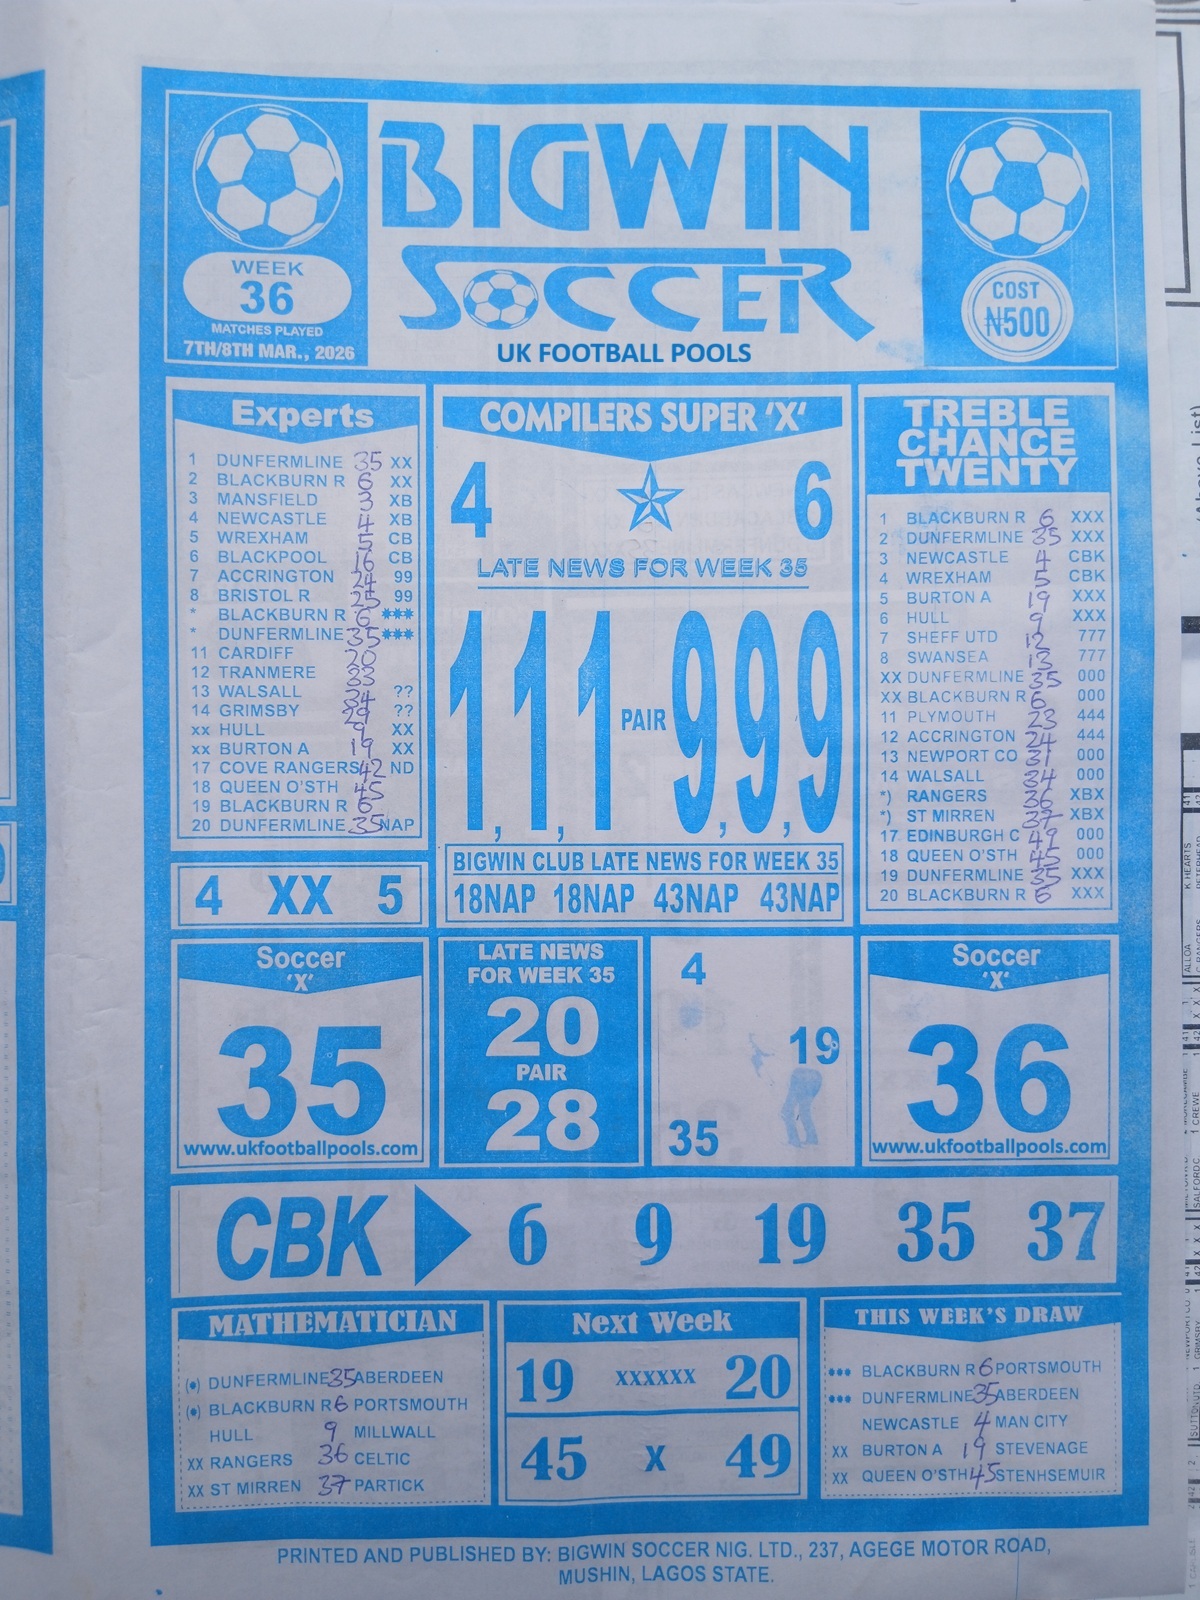 BIGWIN
SOCCER
UK FOOTBALL POOLS
WEEK
36
MATCHES PLAYED
7TH/8TH MAR., 2026
COST
₦500
Experts
1 DUNFERMLINE 35 XX
2 BLACKBURN R 6 XX
3 MANSFIELD 3 XB
4 NEWCASTLE 4 XB
5 WREXHAM 5 CB
6 BLACKPOOL 16 CB
7 ACCRINGTON 24 99
8 BRISTOL R 25 99
* BLACKBURN R 6 ***
* DUNFERMLINE 35 ***
11 CARDIFF 20
12 TRANMERE 33
13 WALSALL 34 ??
14 GRIMSBY 29 ??
xx HULL 9 XX
xx BURTON A 19 XX
17 COVE RANGERS 42 ND
18 QUEEN O'STH 45
19 BLACKBURN R 6
20 DUNFERMLINE 35 NAP
4 XX 5
COMPILERS SUPER 'X'
4 6
LATE NEWS FOR WEEK 35
1,1,1 PAIR 9,9,9
BIGWIN CLUB LATE NEWS FOR WEEK 35
18NAP 18NAP 43NAP 43NAP
TREBLE
CHANCE
TWENTY
1 BLACKBURN R 6 XXX
2 DUNFERMLINE 35 XXX
3 NEWCASTLE 4 CBK
4 WREXHAM 5 CBK
5 BURTON A 19 XXX
6 HULL 9 XXX
7 SHEFF UTD 12 777
8 SWANSEA 13 777
XX DUNFERMLINE 35 000
XX BLACKBURN R 6 000
11 PLYMOUTH 23 444
12 ACCRINGTON 24 444
13 NEWPORT CO 31 000
14 WALSALL 34 000
*) RANGERS 36 XBX
*) ST MIRREN 37 XBX
17 EDINBURGH C 49 000
18 QUEEN O'STH 45 000
19 DUNFERMLINE 35 XXX
20 BLACKBURN R 6 XXX
Soccer
'X'
35
www.ukfootballpools.com
LATE NEWS
FOR WEEK 35
20
PAIR
28
4
19
35
Soccer
'X'
36
www.ukfootballpools.com
CBK 6 9 19 35 37
MATHEMATICIAN
(•) DUNFERMLINE 35 ABERDEEN
(•) BLACKBURN R 6 PORTSMOUTH
HULL 9 MILLWALL
XX RANGERS 36 CELTIC
XX ST MIRREN 37 PARTICK
Next Week
19 XXXXXX 20
45 X 49
THIS WEEK'S DRAW
••• BLACKBURN R 6 PORTSMOUTH
••• DUNFERMLINE 35 ABERDEEN
NEWCASTLE 4 MAN CITY
XX BURTON A 19 STEVENAGE
XX QUEEN O'STH 45 STENHSEMUIR
PRINTED AND PUBLISHED BY: BIGWIN SOCCER NIG. LTD., 237, AGEGE MOTOR ROAD,
MUSHIN, LAGOS STATE.